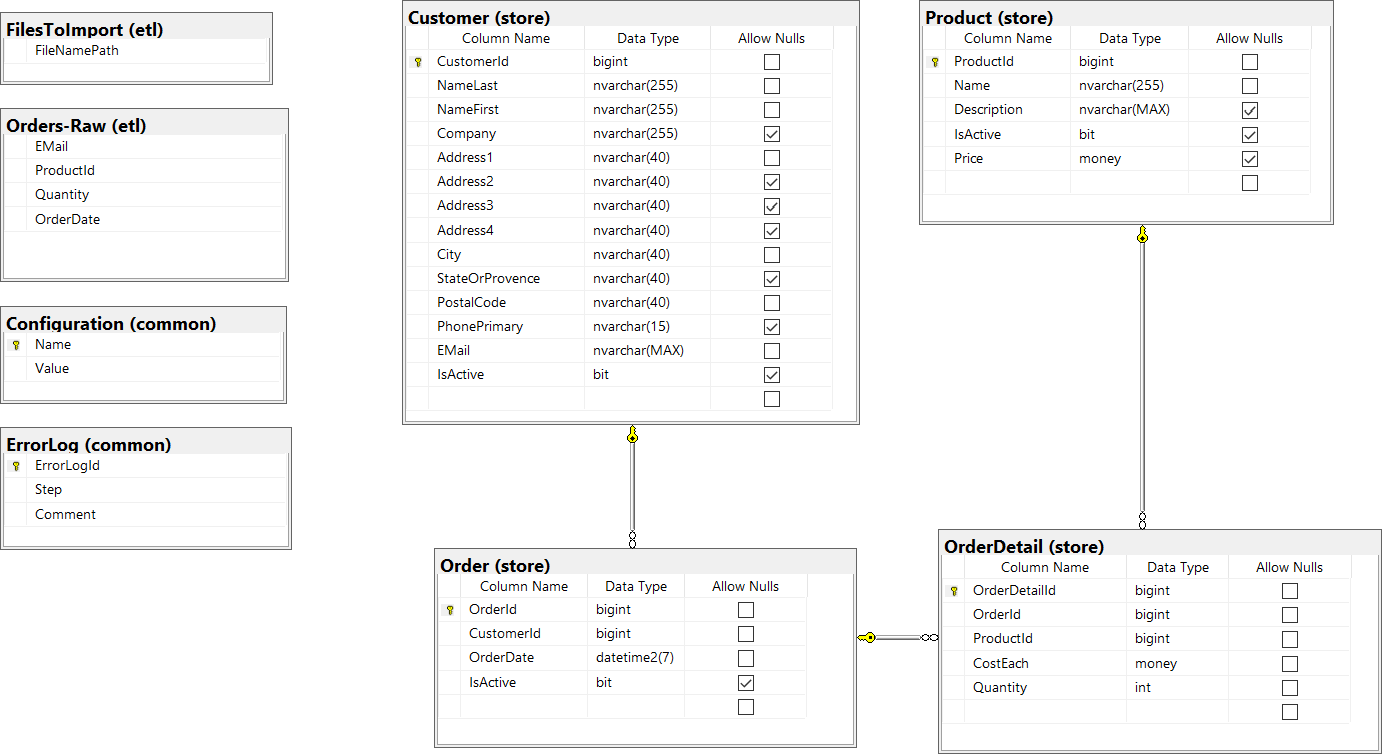 FilesToImport (etl)
FileNamePath
Orders-Raw (etl)
EMail
ProductId
Quantity
OrderDate
Configuration (common)
Name
Value
ErrorLog (common)
ErrorLogId
Step
Comment
Customer (store)
Column Name Data Type Allow Nulls
CustomerId bigint
NameLast nvarchar(255)
NameFirst nvarchar(255)
Company nvarchar(255)
Address1 nvarchar(40)
Address2 nvarchar(40)
Address3 nvarchar(40)
Address4 nvarchar(40)
City nvarchar(40)
StateOrProvence nvarchar(40)
PostalCode nvarchar(40)
PhonePrimary nvarchar(15)
EMail nvarchar(MAX)
IsActive bit
Product (store)
Column Name Data Type Allow Nulls
ProductId bigint
Name nvarchar(255)
Description nvarchar(MAX)
IsActive bit
Price money
Order (store)
Column Name Data Type Allow Nulls
OrderId bigint
CustomerId bigint
OrderDate datetime2(7)
IsActive bit
OrderDetail (store)
Column Name Data Type Allow Nulls
OrderDetailId bigint
OrderId bigint
ProductId bigint
CostEach money
Quantity int